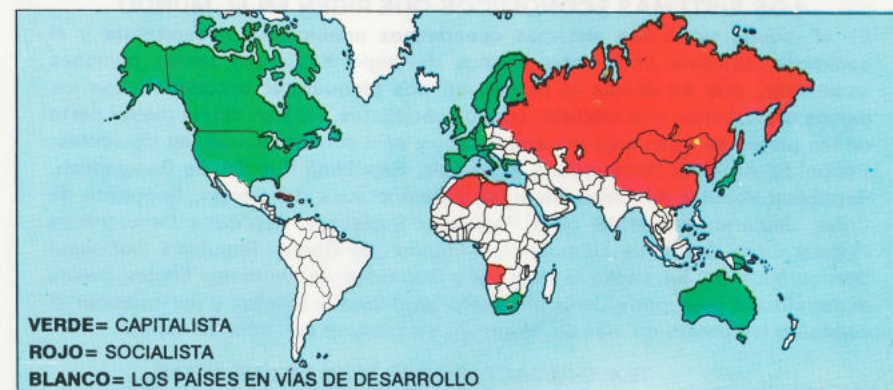 VERDE= CAPITALISTA
ROJO= SOCIALISTA
BLANCO= LOS PAÍSES EN VÍAS DE DESARROLLO